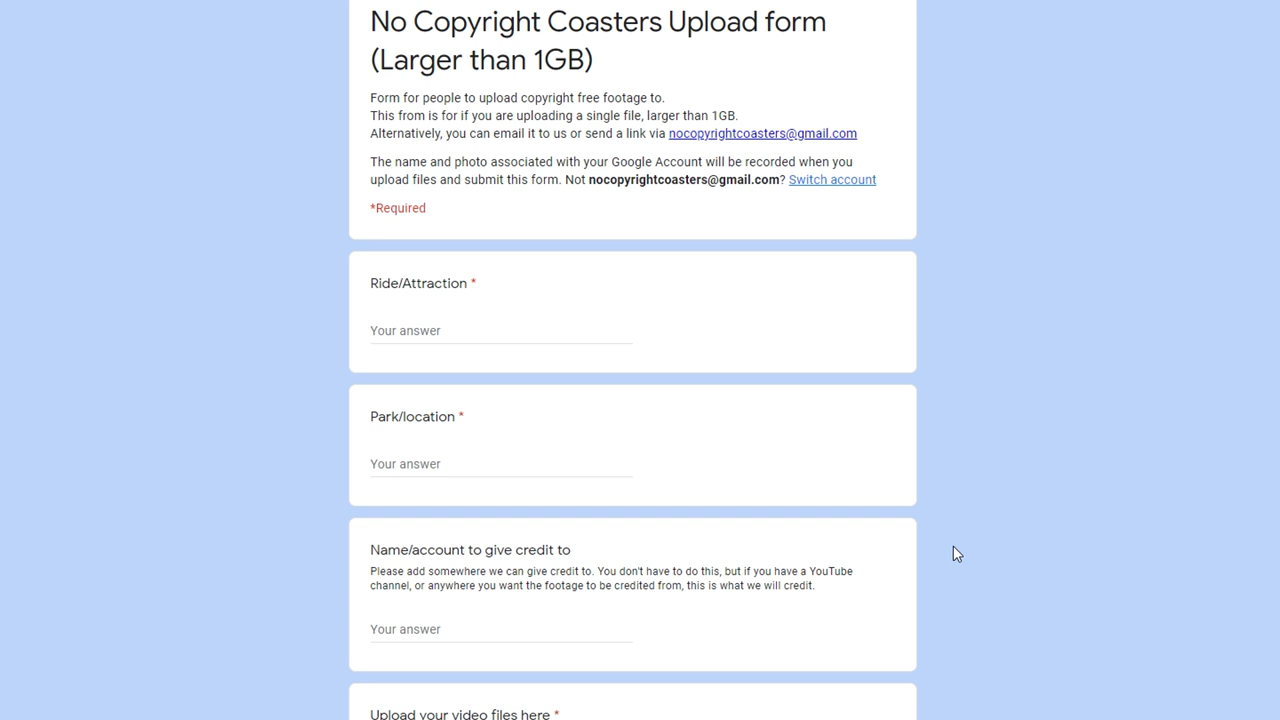 No Copyright Coasters Upload form
(Larger than 1GB)
Form for people to upload copyright free footage to.
This from is for if you are uploading a single file, larger than 1GB.
Alternatively, you can email it to us or send a link via nocopyrightcoasters@gmail.com
The name and photo associated with your Google Account will be recorded when you
upload files and submit this form. Not nocopyrightcoasters@gmail.com? Switch account
*Required
Ride/Attraction *
Your answer
Park/location *
Your answer
Name/account to give credit to
Please add somewhere we can give credit to. You don't have to do this, but if you have a YouTube
channel, or anywhere you want the footage to be credited from, this is what we will credit.
Your answer
Upload your video files here *